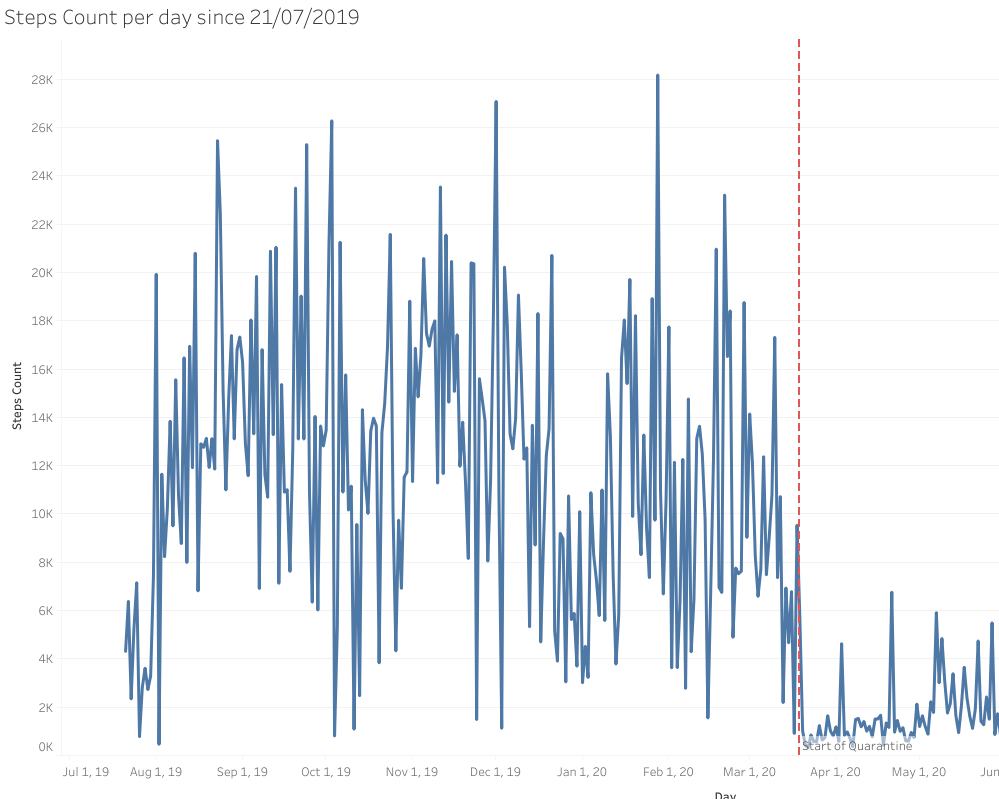 Steps Count per day since 21/07/2019
28K
26K
24K
22K
20K
18K
16K
14K
12K
10K
8K
6K
4K
2K
0K
Steps Count
Start of Quarantine
Jul 1, 19 Aug 1, 19 Sep 1, 19 Oct 1, 19 Nov 1, 19 Dec 1, 19 Jan 1, 20 Feb 1, 20 Mar 1, 20 Apr 1, 20 May 1, 20 Jun
Day